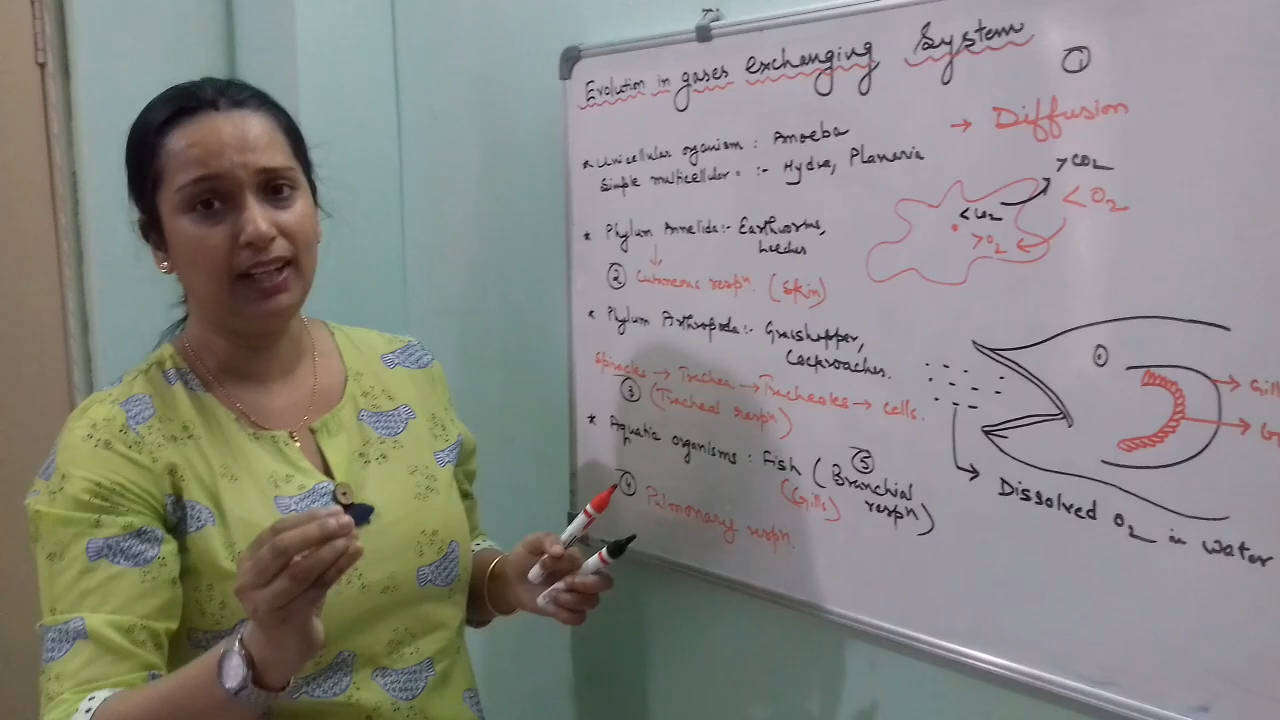 Evolution in gases exchanging System
①
* Unicellular organism : Amoeba → Diffusion
Simple multicellular " :- Hydra, Planaria
> CO2
< O2
< CO2
> O2
* Phylum Annelida:- Earthworms,
Leeches
↓
② Cutaneous respn. (Skin)
* Phylum Arthropoda:- Grasshopper,
Cockroaches.
Spiracles → Trachea → Tracheoles → cells.
③ (Tracheal respn)
* Aquatic organisms : Fish (Branchial respn) ⑤
(Gills)
④ Pulmonary respn.
→ Gill
Dissolved O2 in water